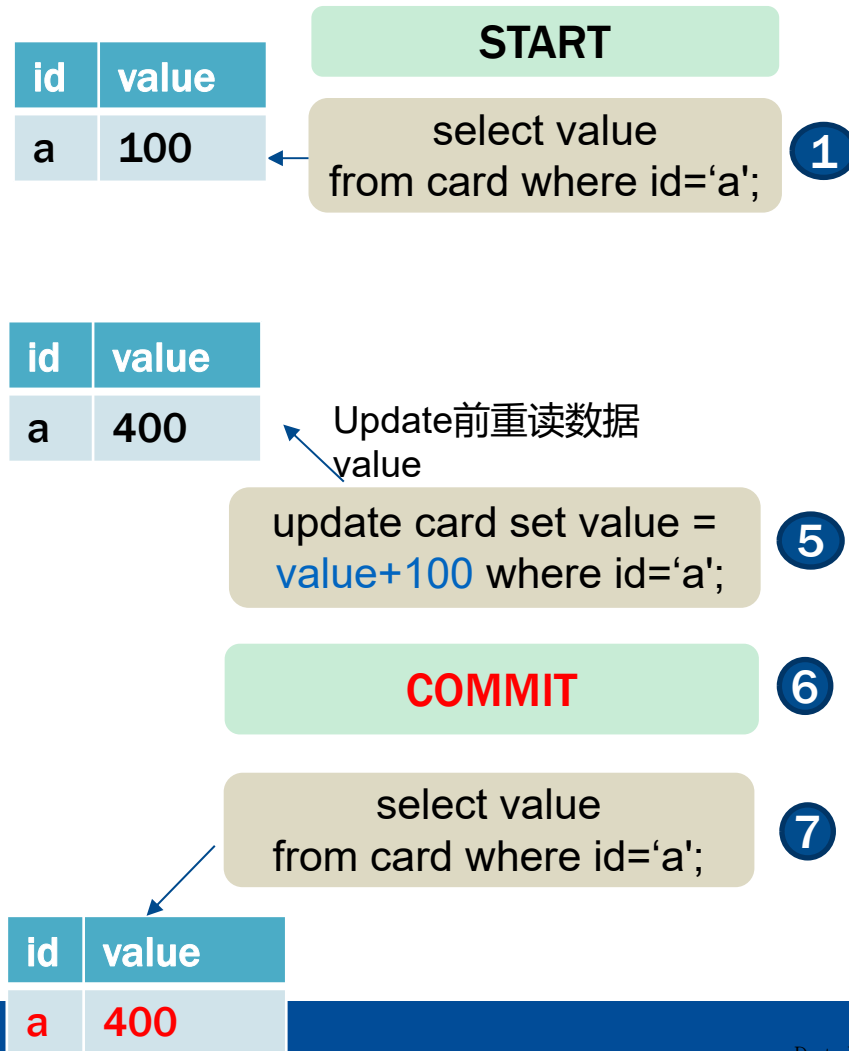 START
id value
a 100
select value
from card where id=‘a';
1
id value
a 400
Update前重读数据
value
update card set value =
value+100 where id=‘a';
5
COMMIT
6
select value
from card where id=‘a';
7
id value
a 400